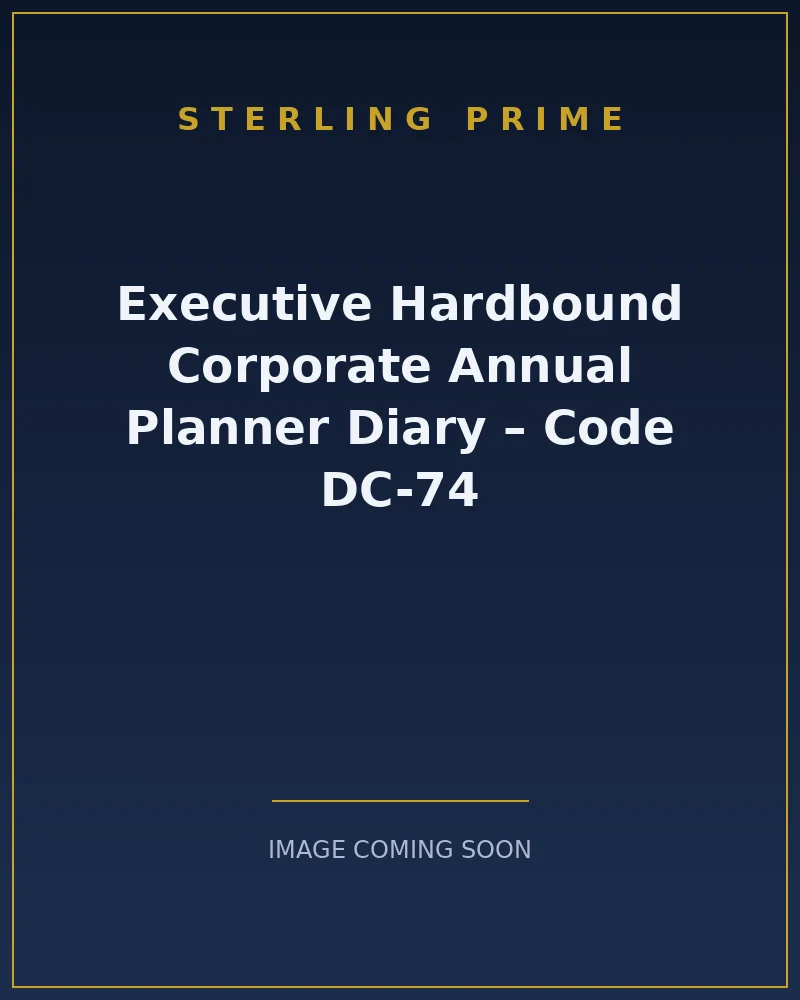 STERLING PRIME
Executive Hardbound
Corporate Annual
Planner Diary – Code
DC-74
IMAGE COMING SOON